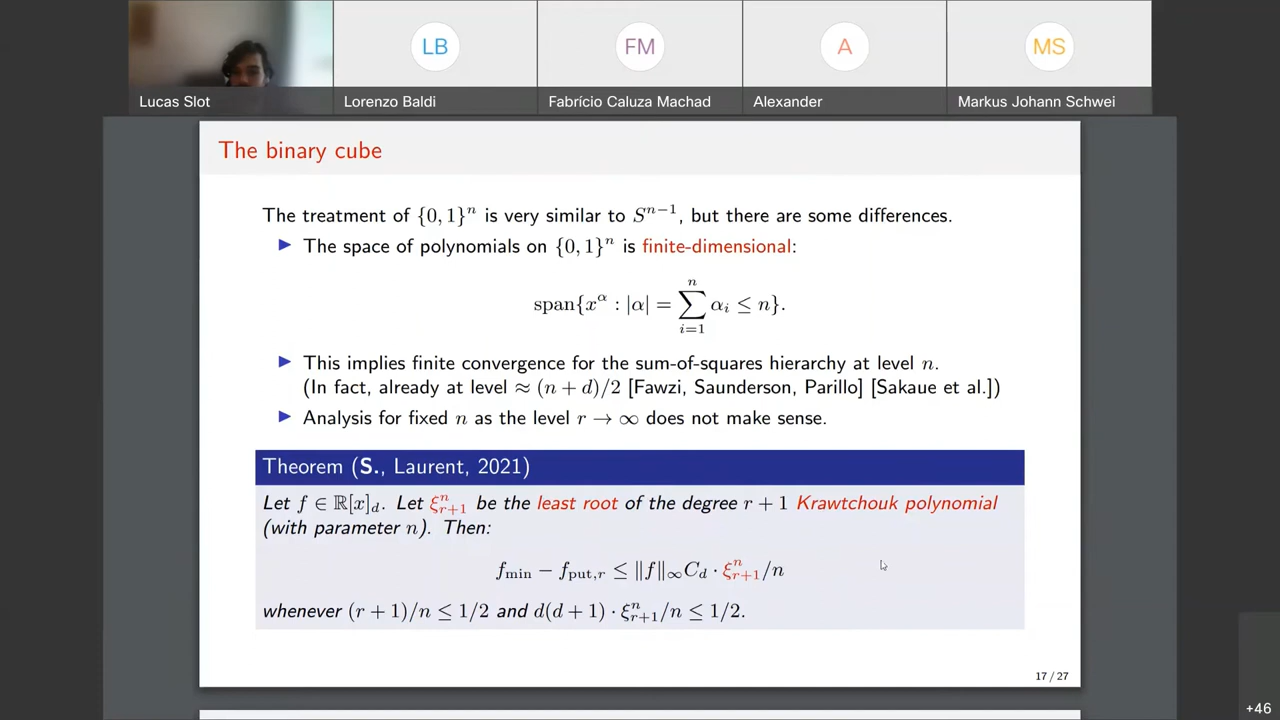 LB
FM
A
MS
Lucas Slot
Lorenzo Baldi
Fabrício Caluza Machad
Alexander
Markus Johann Schwei
The binary cube
The treatment of {0, 1}ⁿ is very similar to Sⁿ⁻¹, but there are some differences.
▶ The space of polynomials on {0, 1}ⁿ is finite-dimensional:
span{x^α : |α| = ∑_{i=1}^{n} α_i ≤ n}.
▶ This implies finite convergence for the sum-of-squares hierarchy at level n.
(In fact, already at level ≈ (n + d)/2 [Fawzi, Saunderson, Parillo] [Sakaue et al.])
▶ Analysis for fixed n as the level r → ∞ does not make sense.
Theorem (S., Laurent, 2021)
Let f ∈ ℝ[x]_d. Let ξ_{r+1}^n be the least root of the degree r + 1 Krawtchouk polynomial
(with parameter n). Then:
f_min − f_{put,r} ≤ ‖f‖_∞ C_d · ξ_{r+1}^n/n
whenever (r + 1)/n ≤ 1/2 and d(d + 1) · ξ_{r+1}^n/n ≤ 1/2.
17 / 27
+46